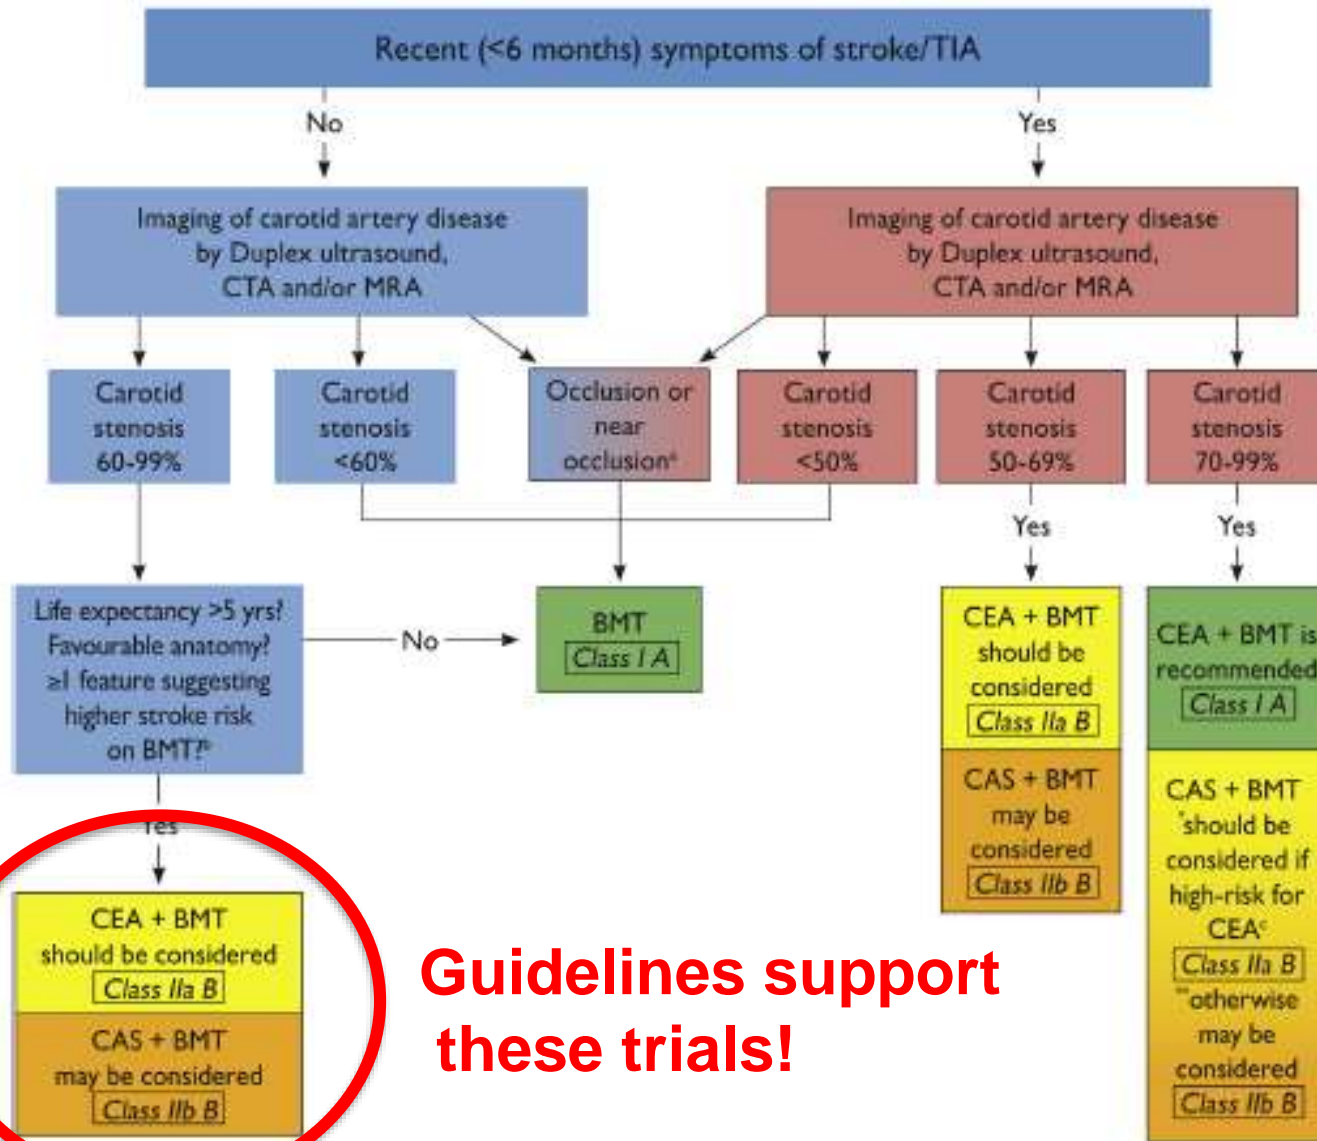 Recent (<6 months) symptoms of stroke/TIA
No
Yes
Imaging of carotid artery disease
by Duplex ultrasound,
CTA and/or MRA
Imaging of carotid artery disease
by Duplex ultrasound,
CTA and/or MRA
Carotid
stenosis
60-99%
Carotid
stenosis
<60%
Occlusion or
near
occlusionᵃ
Carotid
stenosis
<50%
Carotid
stenosis
50-69%
Carotid
stenosis
70-99%
Yes
Yes
Life expectancy >5 yrs?
Favourable anatomy?
≥1 feature suggesting
higher stroke risk
on BMT?ᵇ
No
BMT
Class I A
CEA + BMT
should be
considered
Class IIa B
CAS + BMT
may be
considered
Class IIb B
CEA + BMT is
recommended
Class I A
CAS + BMT
*should be
considered if
high-risk for
CEAᶜ
Class IIa B
**otherwise
may be
considered
Class IIb B
Yes
CEA + BMT
should be considered
Class IIa B
CAS + BMT
may be considered
Class IIb B
Guidelines support
these trials!